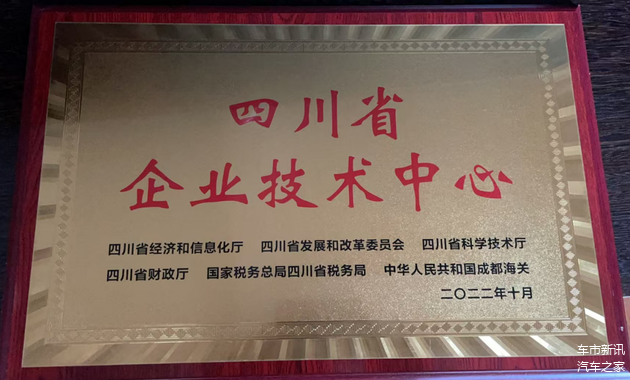 四川省
企业技术中心
四川省经济和信息化厅 四川省发展和改革委员会 四川省科学技术厅
四川省财政厅 国家税务总局四川省税务局 中华人民共和国成都海关
二〇二二年十月
车市新讯
汽车之家